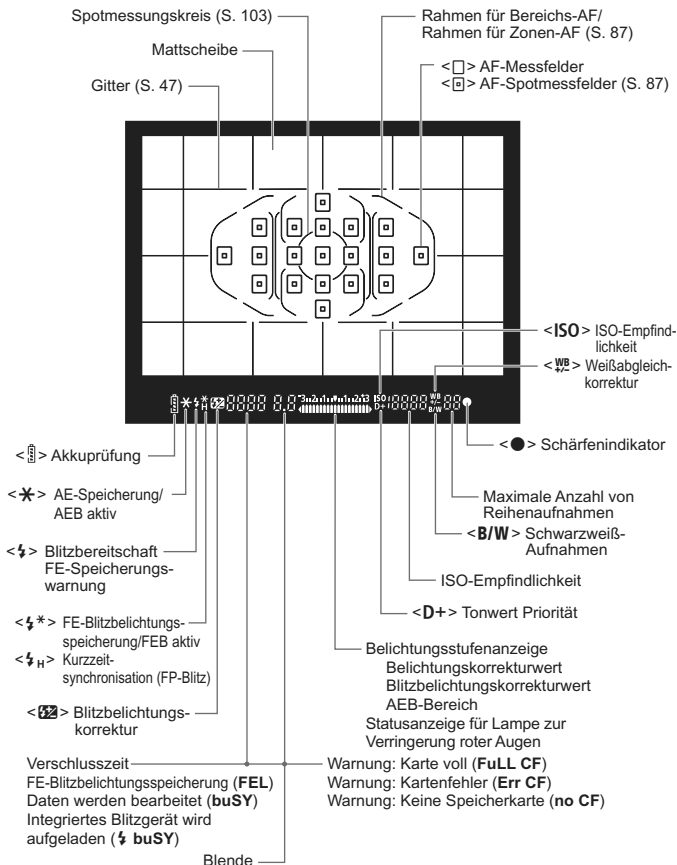 Spotmessungskreis (S. 103)
Rahmen für Bereichs-AF/
Rahmen für Zonen-AF (S. 87)
Mattscheibe
<□> AF-Messfelder
<⊡> AF-Spotmessfelder (S. 87)
Gitter (S. 47)
<ISO> ISO-Empfind-
lichkeit
<WB +/-> Weißabgleich-
korrektur
<●> Schärfenindikator
< > Akkuprüfung
<✱> AE-Speicherung/
AEB aktiv
Maximale Anzahl von
Reihenaufnahmen
<B/W> Schwarzweiß-
Aufnahmen
<⚡> Blitzbereitschaft
FE-Speicherungs-
warnung
ISO-Empfindlichkeit
<D+> Tonwert Priorität
<⚡*> FE-Blitzbelichtungs-
speicherung/FEB aktiv
<⚡H> Kurzzeit-
synchronisation (FP-Blitz)
Belichtungsstufenanzeige
Belichtungskorrekturwert
Blitzbelichtungskorrekturwert
AEB-Bereich
Statusanzeige für Lampe zur
Verringerung roter Augen
< > Blitzbelichtungs-
korrektur
Verschlusszeit
FE-Blitzbelichtungsspeicherung (FEL)
Daten werden bearbeitet (buSY)
Integriertes Blitzgerät wird
aufgeladen (⚡ buSY)
Warnung: Karte voll (FuLL CF)
Warnung: Kartenfehler (Err CF)
Warnung: Keine Speicherkarte (no CF)
Blende